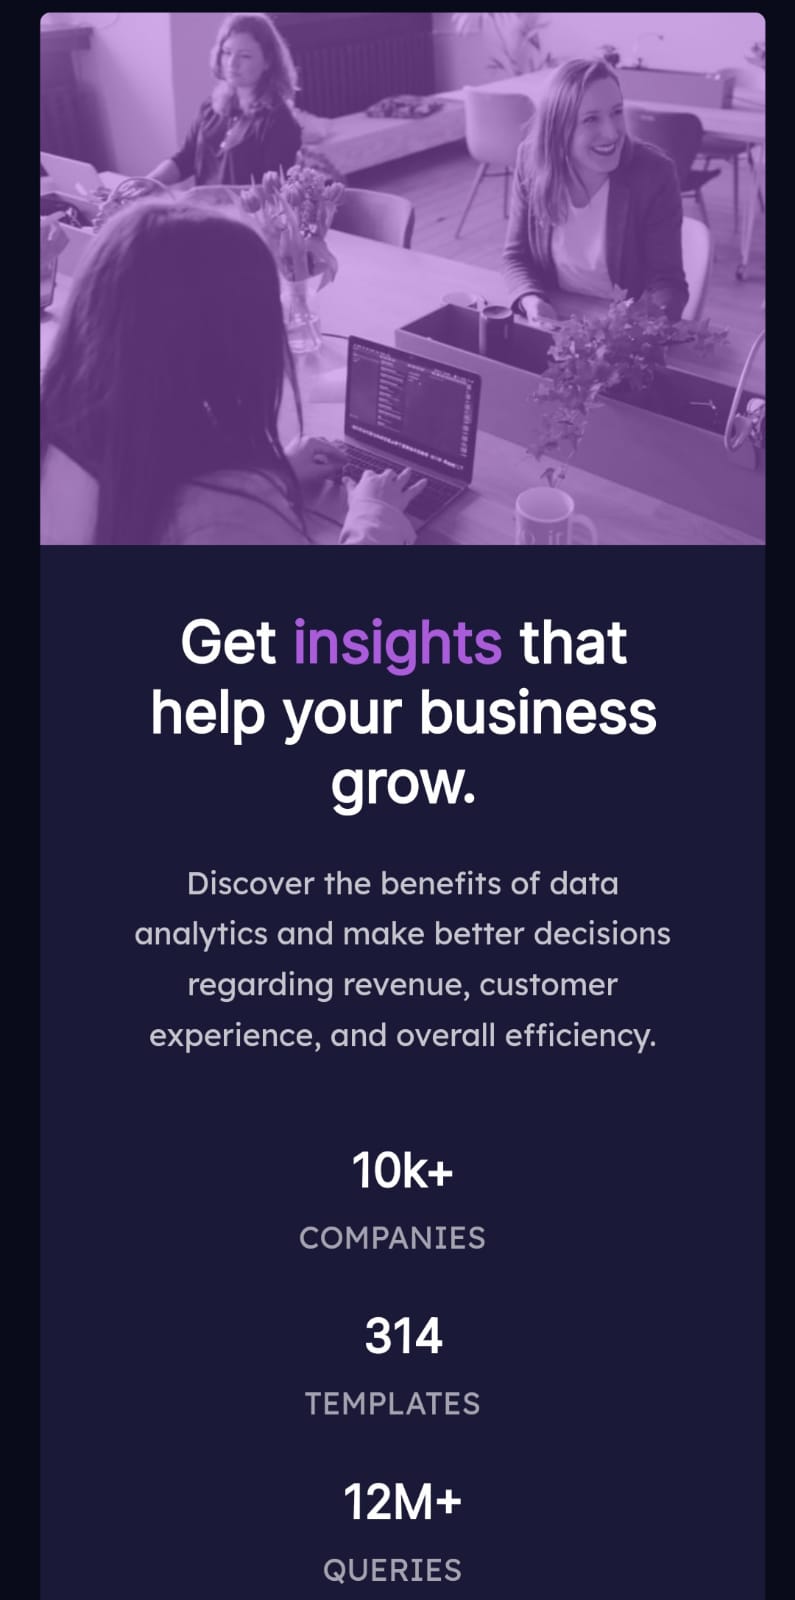 Get insights that
help your business
grow.
Discover the benefits of data
analytics and make better decisions
regarding revenue, customer
experience, and overall efficiency.
10k+
COMPANIES
314
TEMPLATES
12M+
QUERIES